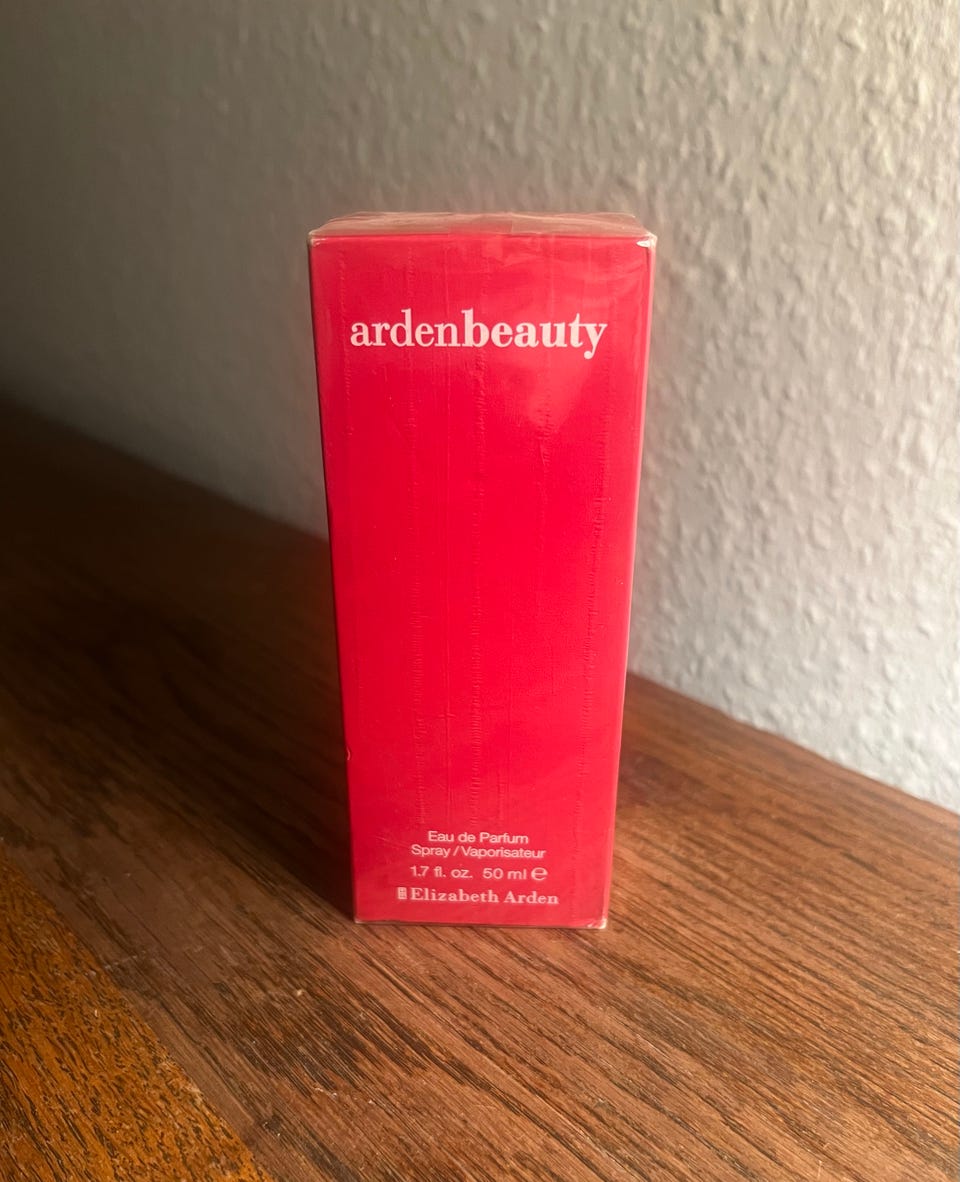 ardenbeauty
Eau de Parfum
Spray / Vaporisateur
1.7 fl. oz. 50 ml ℮
Elizabeth Arden